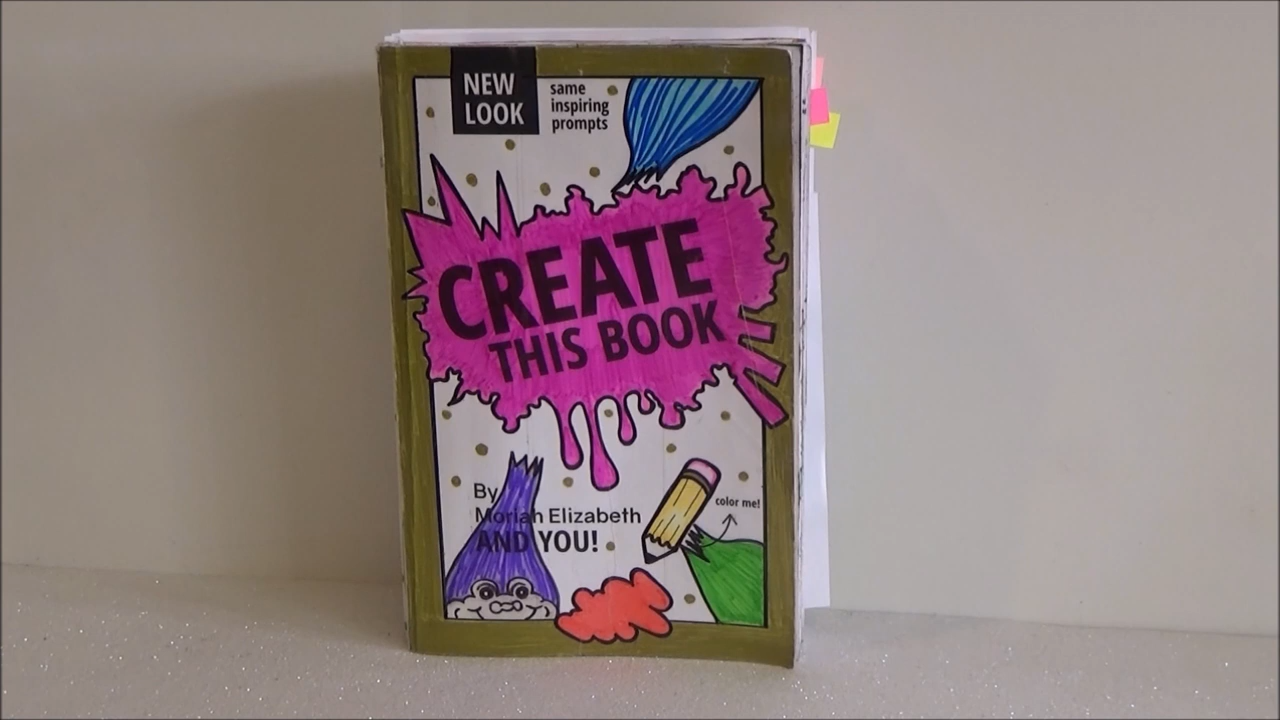 NEW
LOOK
same
inspiring
prompts
CREATE
THIS BOOK
By
Moriah Elizabeth
AND YOU!
color me!